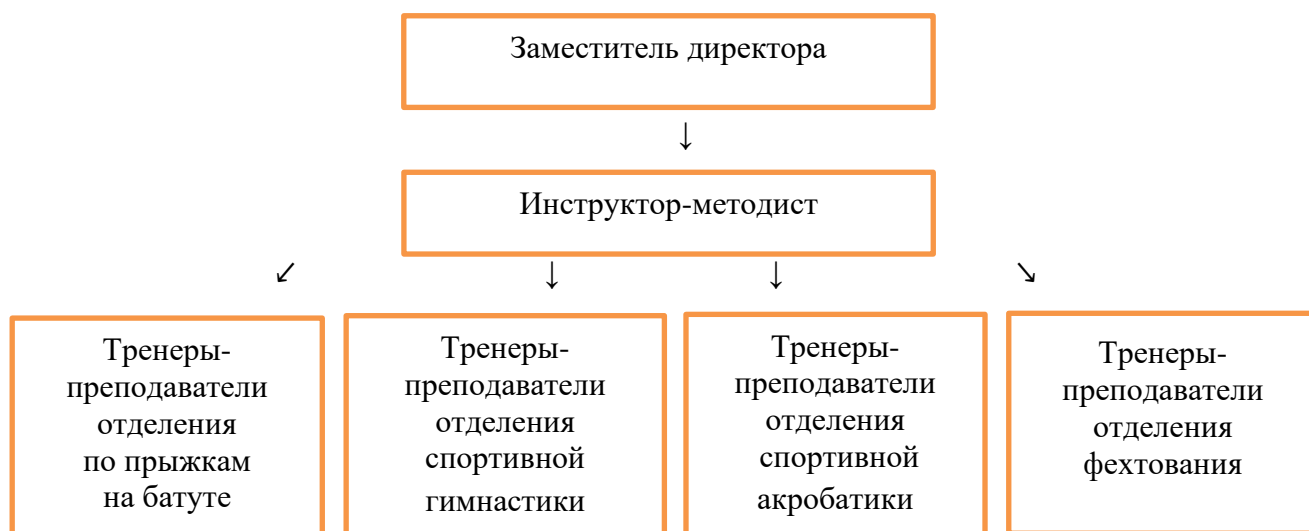 Заместитель директора
↓
Инструктор-методист
↙ ↓ ↓ ↘
Тренеры-
преподаватели
отделения
по прыжкам
на батуте
Тренеры-
преподаватели
отделения
спортивной
гимнастики
Тренеры-
преподаватели
отделения
спортивной
акробатики
Тренеры-
преподаватели
отделения
фехтования